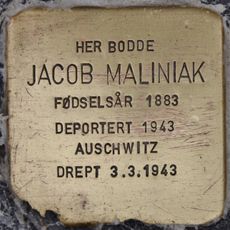 HER BODDE
JACOB MALINIAK
FØDSELSÅR 1883
DEPORTERT 1943
AUSCHWITZ
DREPT 3.3.1943